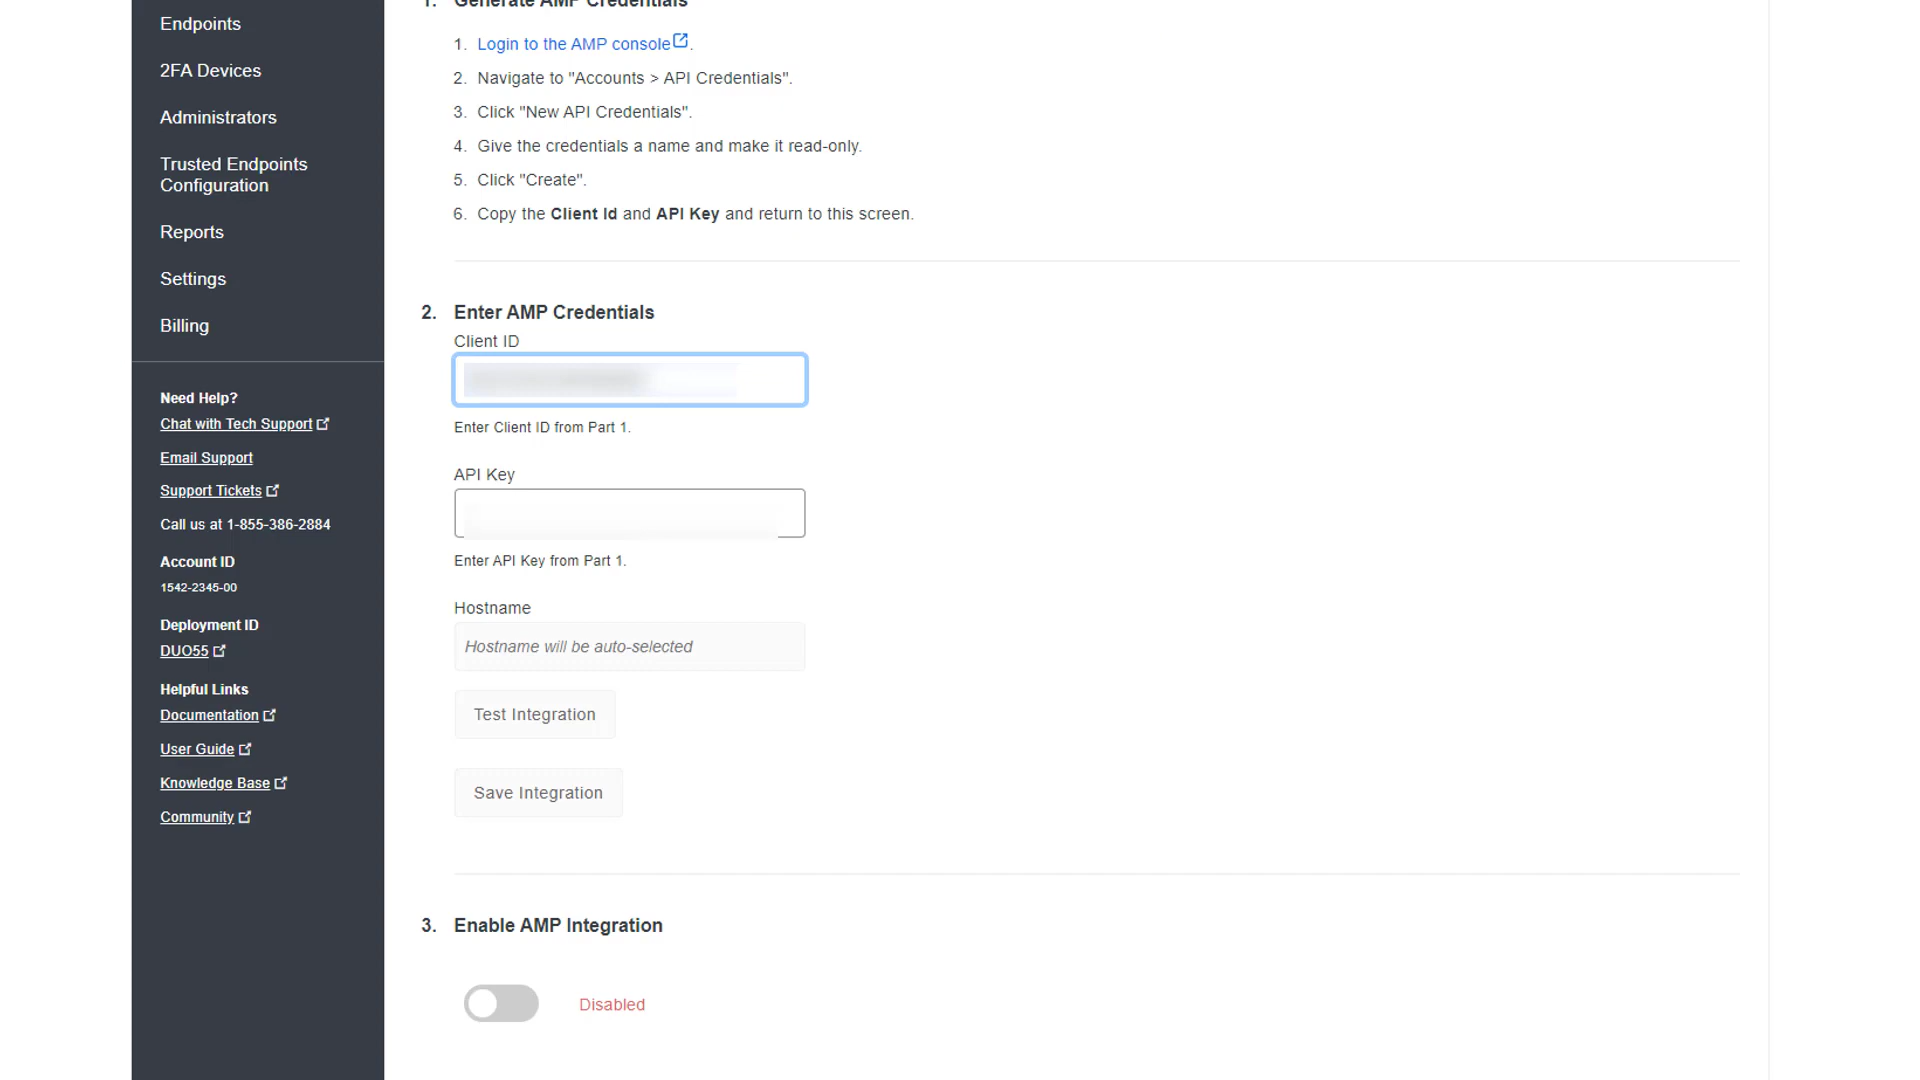 Endpoints
2FA Devices
Administrators
Trusted Endpoints
Configuration
Reports
Settings
Billing
Need Help?
Chat with Tech Support
Email Support
Support Tickets
Call us at 1-855-386-2884
Account ID
1542-2345-00
Deployment ID
DUO55
Helpful Links
Documentation
User Guide
Knowledge Base
Community
1. Generate AMP Credentials
1. Login to the AMP console.
2. Navigate to "Accounts > API Credentials".
3. Click "New API Credentials".
4. Give the credentials a name and make it read-only.
5. Click "Create".
6. Copy the Client Id and API Key and return to this screen.
2. Enter AMP Credentials
Client ID
Enter Client ID from Part 1.
API Key
Enter API Key from Part 1.
Hostname
Hostname will be auto-selected
Test Integration
Save Integration
3. Enable AMP Integration
Disabled